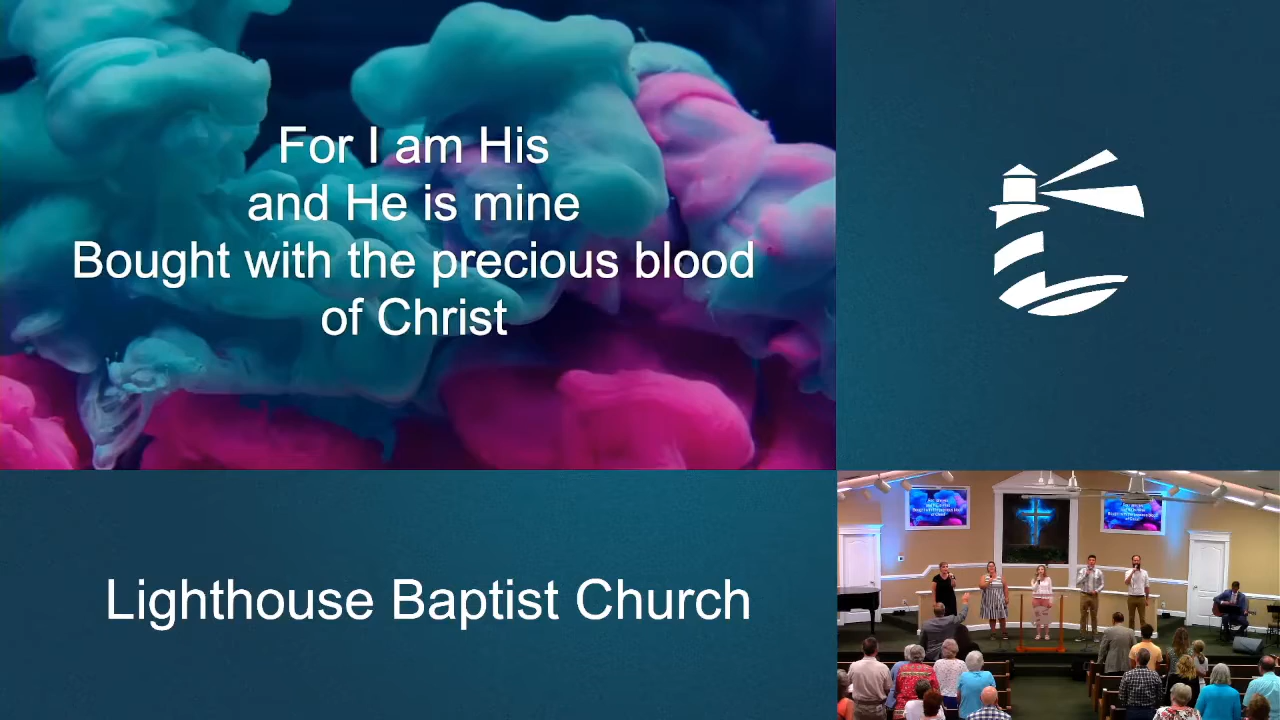 For I am His
and He is mine
Bought with the precious blood
of Christ
Lighthouse Baptist Church